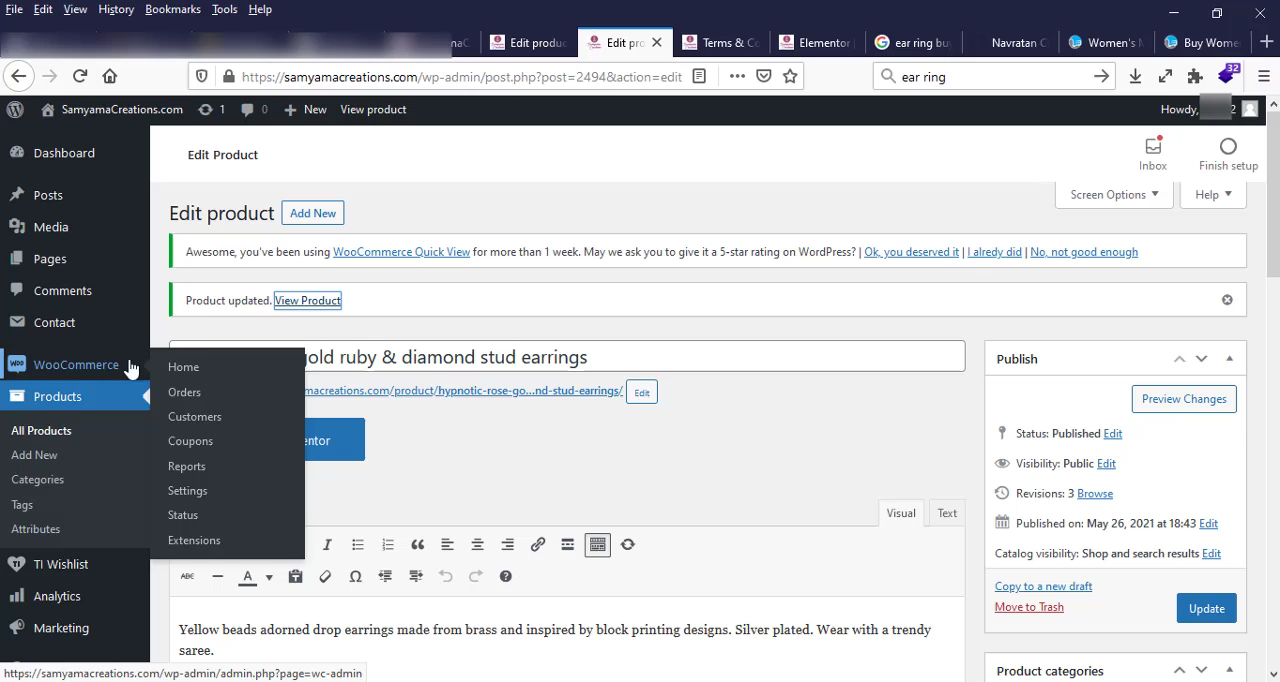 File Edit View History Bookmarks Tools Help
Edit produc
Edit pro
Terms & Co
Elementor
ear ring bu
Navratan C
Women's N
Buy Wome
https://samyamacreations.com/wp-admin/post.php?post=2494&action=edit
ear ring
32
SamyamaCreations.com 1 0 New View product
Howdy, 2
Dashboard
Posts
Media
Pages
Comments
Contact
WooCommerce
Products
All Products
Add New
Categories
Tags
Attributes
TI Wishlist
Analytics
Marketing
Home
Orders
Customers
Coupons
Reports
Settings
Status
Extensions
Edit Product
Inbox
Finish setup
Screen Options
Help
Edit product Add New
Awesome, you've been using WooCommerce Quick View for more than 1 week. May we ask you to give it a 5-star rating on WordPress? | Ok, you deserved it | I alredy did | No, not good enough
Product updated. View Product
gold ruby & diamond stud earrings
macreations.com/product/hypnotic-rose-go...nd-stud-earrings/ Edit
entor
Visual Text
ABC A
Yellow beads adorned drop earrings made from brass and inspired by block printing designs. Silver plated. Wear with a trendy
saree.
Publish
Preview Changes
Status: Published Edit
Visibility: Public Edit
Revisions: 3 Browse
Published on: May 26, 2021 at 18:43 Edit
Catalog visibility: Shop and search results Edit
Copy to a new draft
Move to Trash
Update
Product categories
https://samyamacreations.com/wp-admin/admin.php?page=wc-admin